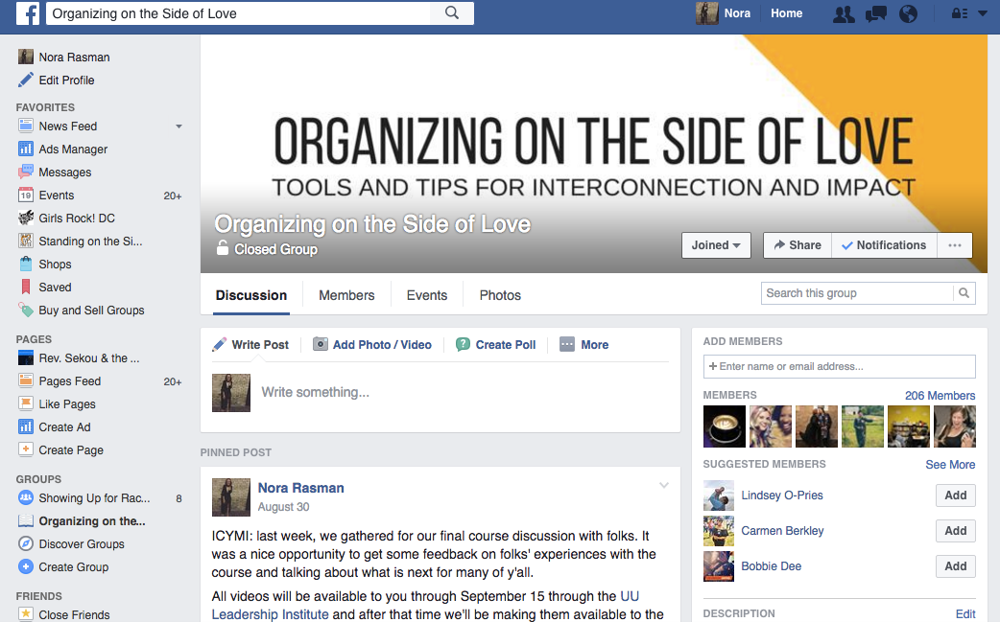 Organizing on the Side of Love
Nora
Home
Nora Rasman
Edit Profile
FAVORITES
News Feed
Ads Manager
Messages
19
Events
20+
Girls Rock! DC
Standing on the Si...
Shops
Saved
Buy and Sell Groups
PAGES
Rev. Sekou & the ...
Pages Feed
20+
Like Pages
Create Ad
Create Page
GROUPS
Showing Up for Rac...
8
Organizing on the...
Discover Groups
Create Group
FRIENDS
Close Friends
ORGANIZING ON THE SIDE OF LOVE
TOOLS AND TIPS FOR INTERCONNECTION AND IMPACT
Organizing on the Side of Love
Closed Group
Joined
Share
Notifications
Discussion
Members
Events
Photos
Search this group
Write Post
Add Photo / Video
Create Poll
More
Write something...
PINNED POST
Nora Rasman
August 30
ICYMI: last week, we gathered for our final course discussion with folks. It
was a nice opportunity to get some feedback on folks' experiences with the
course and talking about what is next for many of y'all.
All videos will be available to you through September 15 through the UU
Leadership Institute and after that time we'll be making them available to the
ADD MEMBERS
+ Enter name or email address...
MEMBERS
206 Members
SUGGESTED MEMBERS
See More
Lindsey O-Pries
Add
Carmen Berkley
Add
Bobbie Dee
Add
DESCRIPTION
Edit